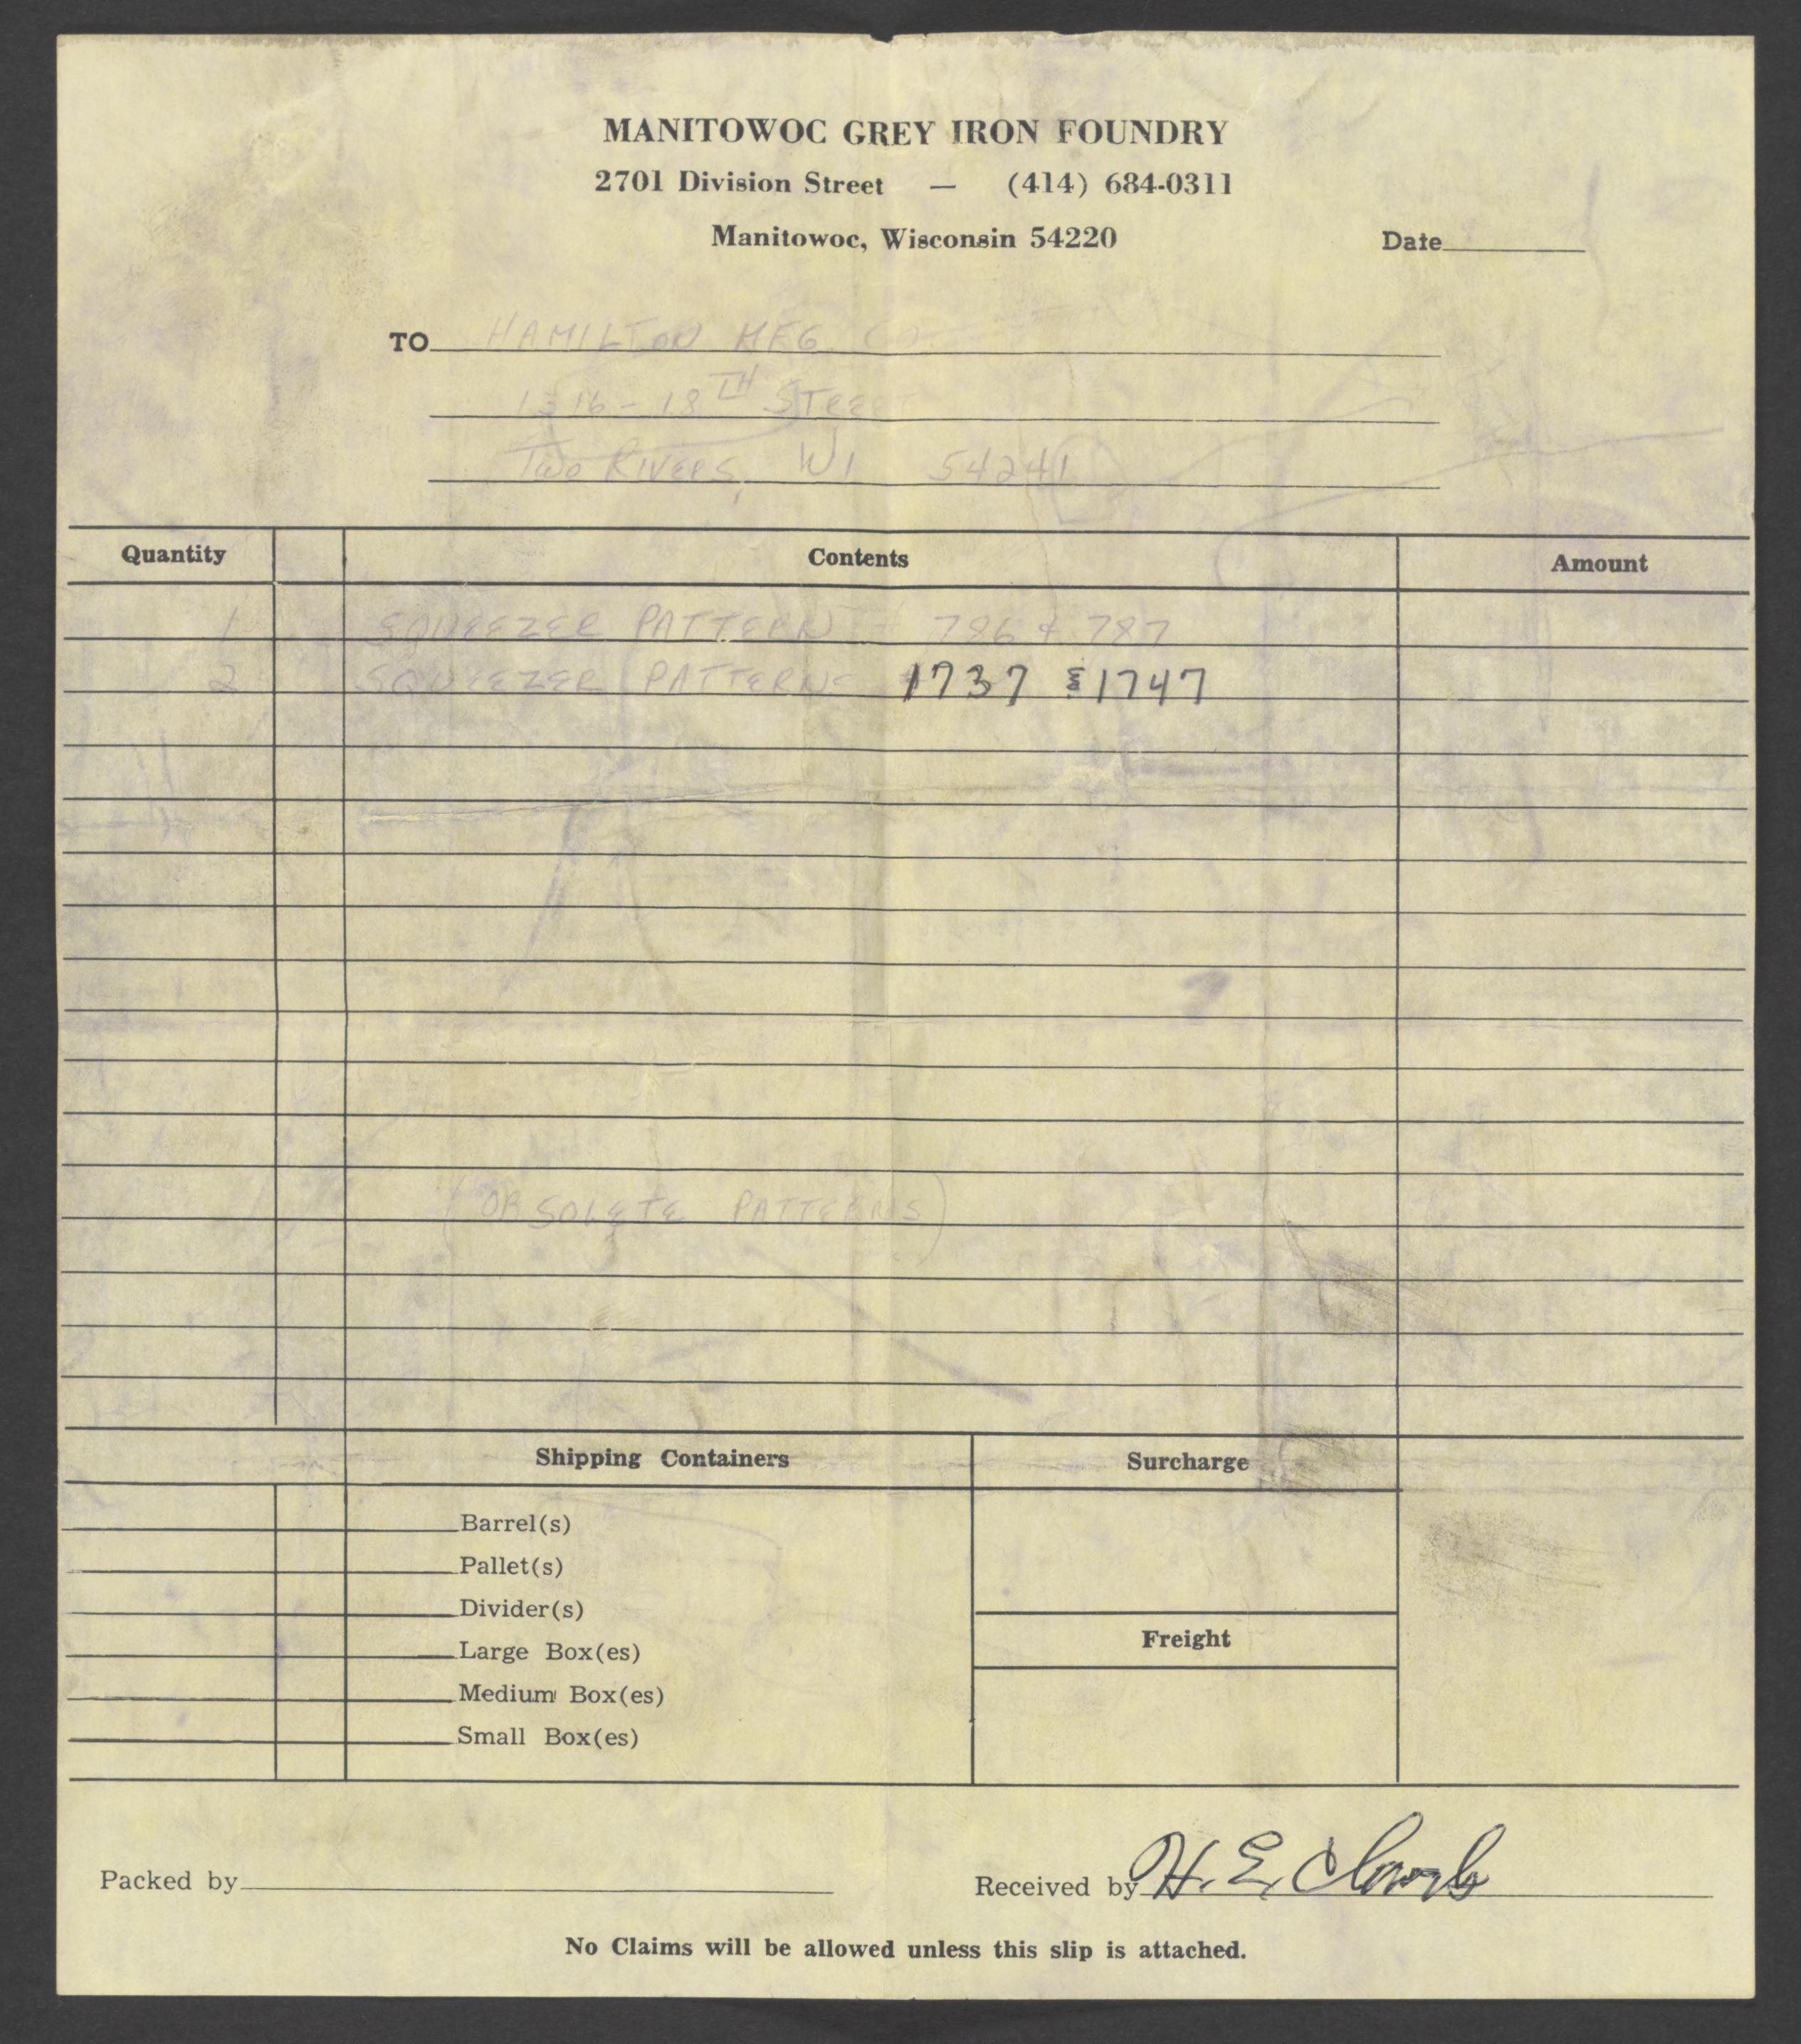 MANITOWOC GREY IRON FOUNDRY
2701 Division Street — (414) 684-0311
Manitowoc, Wisconsin 54220
Date
TO HAMILTON MFG CO.
1316 - 18TH STREET
TWO RIVERS, WI 54241
Quantity Contents Amount
1 SQUEEZER PATTERN - 786 & 787
2 SQUEEZER PATTERNS 1737 & 1747
(OBSOLETE PATTERNS)
Shipping Containers Surcharge
Barrel(s)
Pallet(s)
Divider(s)
Large Box(es)
Freight
Medium Box(es)
Small Box(es)
Packed by
Received by H. E.
No Claims will be allowed unless this slip is attached.